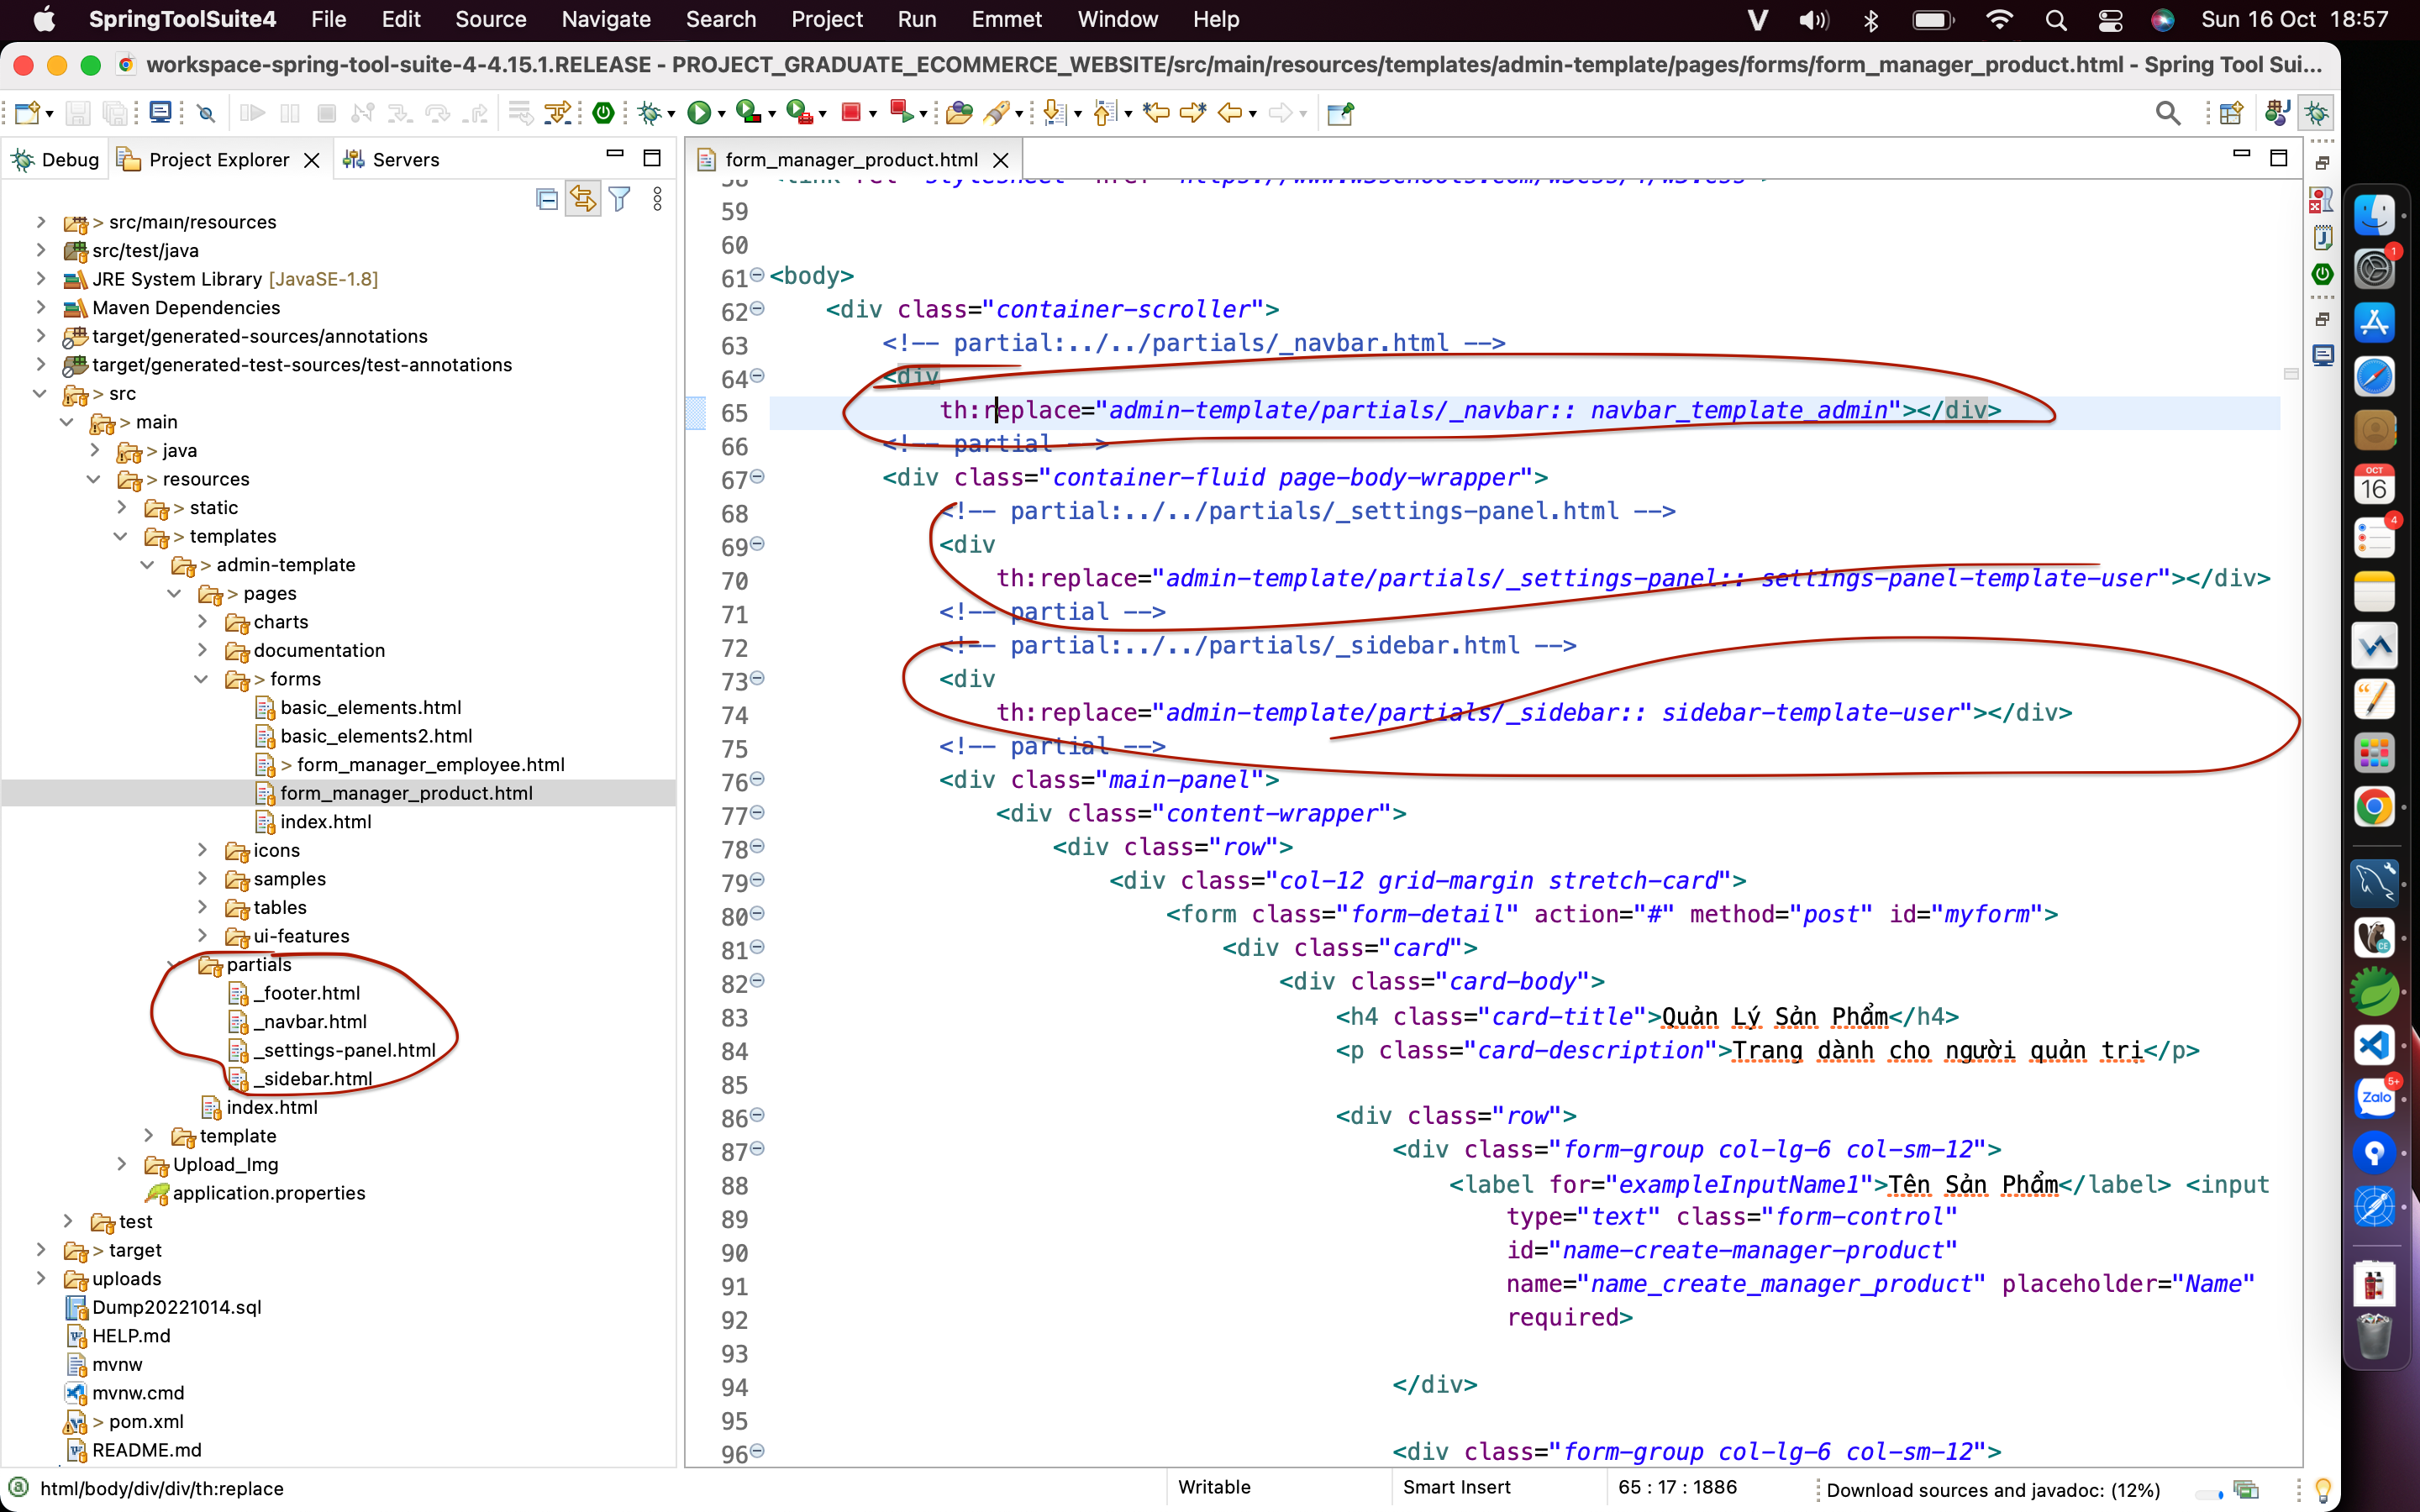 SpringToolSuite4 File Edit Source Navigate Search Project Run Emmet Window Help Sun 16 Oct 18:57
workspace-spring-tool-suite-4-4.15.1.RELEASE - PROJECT_GRADUATE_ECOMMERCE_WEBSITE/src/main/resources/templates/admin-template/pages/forms/form_manager_product.html - Spring Tool Sui...
Debug Project Explorer Servers
> src/main/resources
src/test/java
JRE System Library [JavaSE-1.8]
Maven Dependencies
target/generated-sources/annotations
target/generated-test-sources/test-annotations
> src
> main
> java
> resources
> static
> templates
> admin-template
> pages
charts
documentation
> forms
basic_elements.html
basic_elements2.html
> form_manager_employee.html
form_manager_product.html
index.html
icons
samples
tables
ui-features
partials
_footer.html
_navbar.html
_settings-panel.html
_sidebar.html
index.html
template
Upload_Img
application.properties
test
> target
uploads
Dump20221014.sql
HELP.md
mvnw
mvnw.cmd
> pom.xml
README.md
form_manager_product.html
59
60
61 <body>
62 <div class="container-scroller">
63 <!-- partial:../../partials/_navbar.html -->
64 <div
65 th:replace="admin-template/partials/_navbar:: navbar_template_admin"></div>
66 <!-- partial -->
67 <div class="container-fluid page-body-wrapper">
68 <!-- partial:../../partials/_settings-panel.html -->
69 <div
70 th:replace="admin-template/partials/_settings-panel:: settings-panel-template-user"></div>
71 <!-- partial -->
72 <!-- partial:../../partials/_sidebar.html -->
73 <div
74 th:replace="admin-template/partials/_sidebar:: sidebar-template-user"></div>
75 <!-- partial -->
76 <div class="main-panel">
77 <div class="content-wrapper">
78 <div class="row">
79 <div class="col-12 grid-margin stretch-card">
80 <form class="form-detail" action="#" method="post" id="myform">
81 <div class="card">
82 <div class="card-body">
83 <h4 class="card-title">Quản Lý Sản Phẩm</h4>
84 <p class="card-description">Trang dành cho người quản trị</p>
85
86 <div class="row">
87 <div class="form-group col-lg-6 col-sm-12">
88 <label for="exampleInputName1">Tên Sản Phẩm</label> <input
89 type="text" class="form-control"
90 id="name-create-manager-product"
91 name="name_create_manager_product" placeholder="Name"
92 required>
93
94 </div>
95
96 <div class="form-group col-lg-6 col-sm-12">
html/body/div/div/th:replace Writable Smart Insert 65 : 17 : 1886 Download sources and javadoc: (12%)
1
OCT
16
4
CE
5+
Zalo